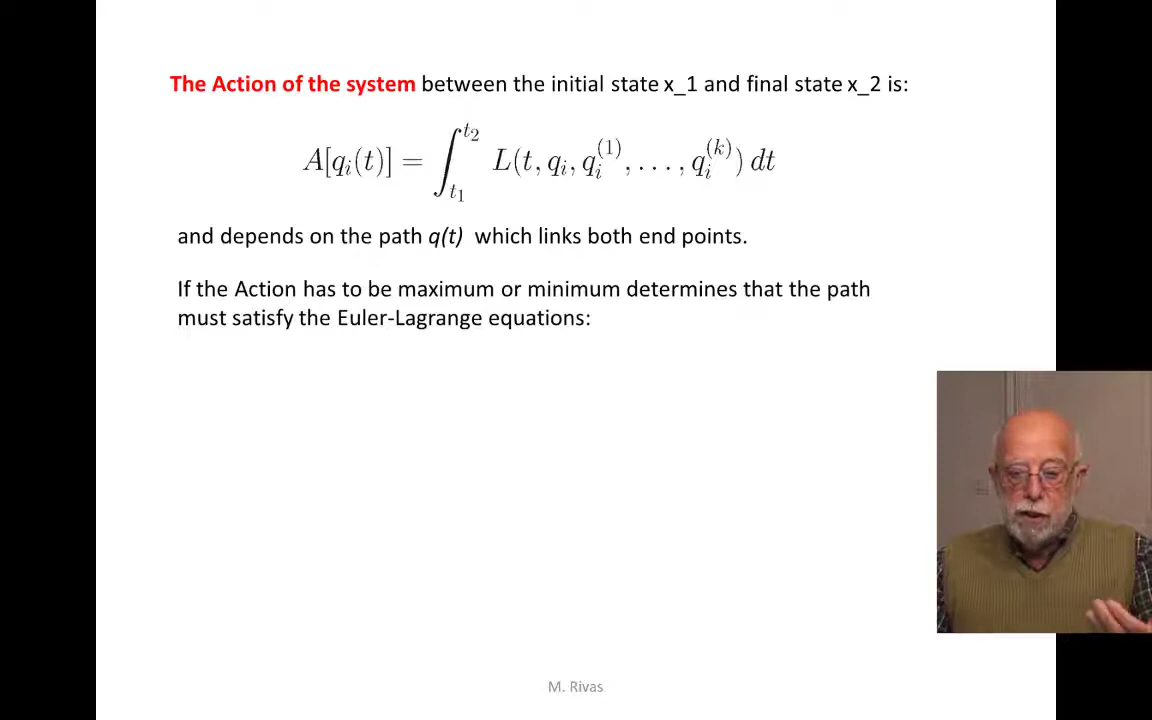 The Action of the system between the initial state x_1 and final state x_2 is:
A[q_i(t)] = \int_{t_1}^{t_2} L(t, q_i, q_i^{(1)}, \ldots, q_i^{(k)}) dt
and depends on the path q(t) which links both end points.
If the Action has to be maximum or minimum determines that the path
must satisfy the Euler-Lagrange equations:
M. Rivas